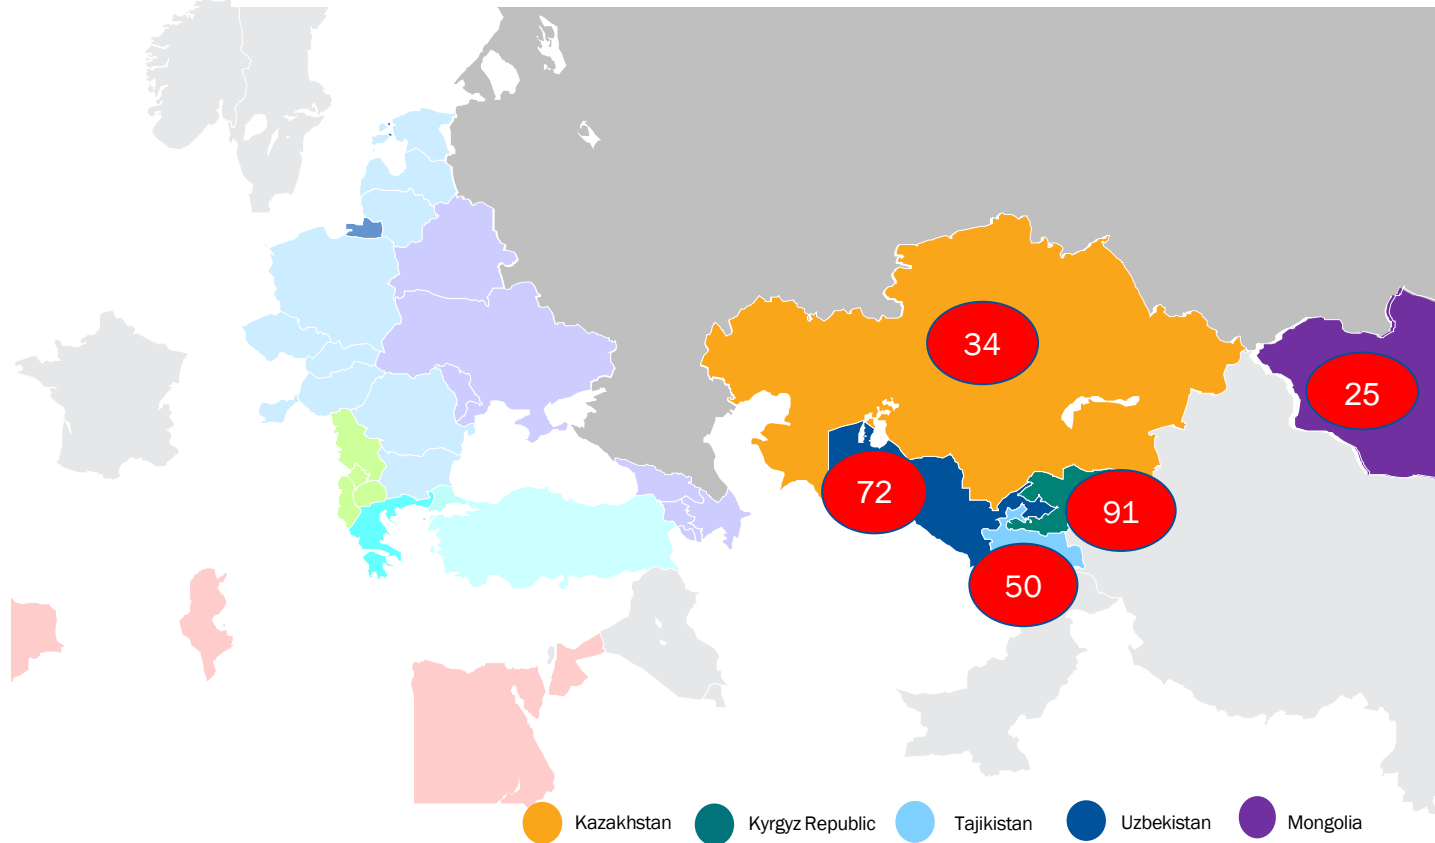 34
25
72
91
50
Kazakhstan
Kyrgyz Republic
Tajikistan
Uzbekistan
Mongolia